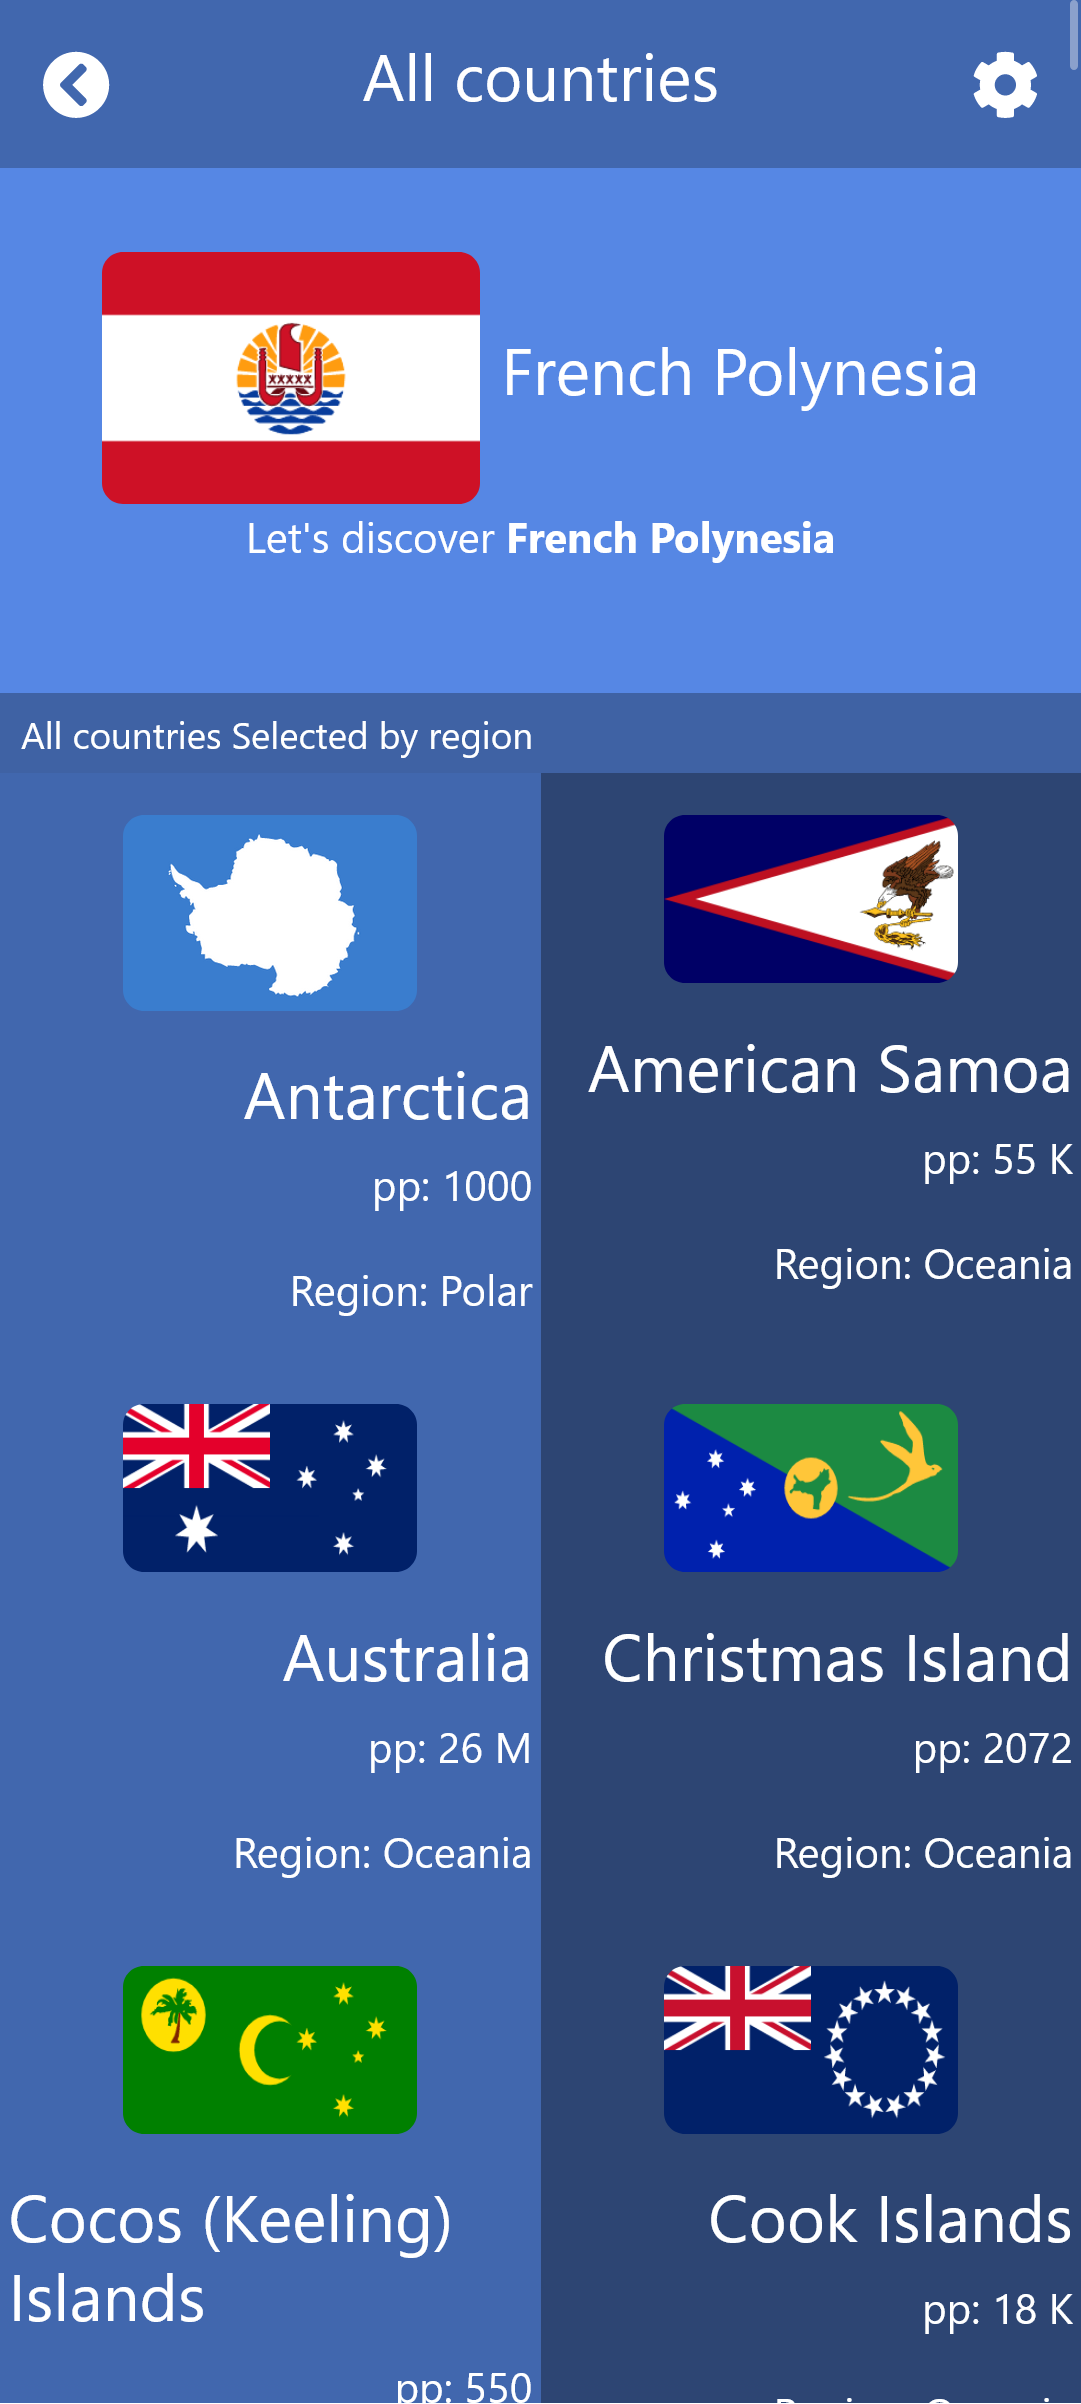 All countries
French Polynesia
Let's discover French Polynesia
All countries Selected by region
Antarctica
pp: 1000
Region: Polar
American Samoa
pp: 55 K
Region: Oceania
Australia
pp: 26 M
Region: Oceania
Christmas Island
pp: 2072
Region: Oceania
Cocos (Keeling)
Islands
pp: 550
Cook Islands
pp: 18 K